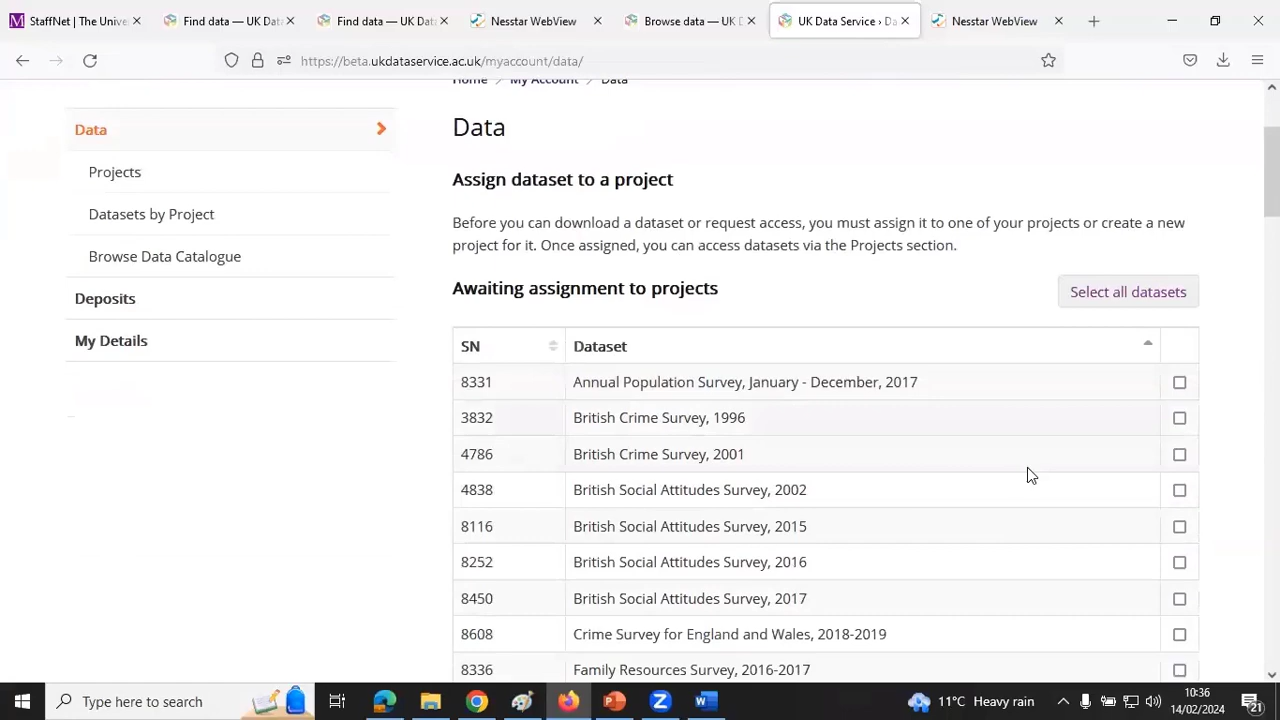 StaffNet | The Univer
Find data — UK Data
Find data — UK Data
Nesstar WebView
Browse data — UK D
UK Data Service › Da
Nesstar WebView
https://beta.ukdataservice.ac.uk/myaccount/data/
Home My Account Data
Data
Projects
Datasets by Project
Browse Data Catalogue
Deposits
My Details
Data
Assign dataset to a project
Before you can download a dataset or request access, you must assign it to one of your projects or create a new
project for it. Once assigned, you can access datasets via the Projects section.
Awaiting assignment to projects
Select all datasets
SN Dataset
8331 Annual Population Survey, January - December, 2017
3832 British Crime Survey, 1996
4786 British Crime Survey, 2001
4838 British Social Attitudes Survey, 2002
8116 British Social Attitudes Survey, 2015
8252 British Social Attitudes Survey, 2016
8450 British Social Attitudes Survey, 2017
8608 Crime Survey for England and Wales, 2018-2019
8336 Family Resources Survey, 2016-2017
Type here to search
11°C Heavy rain
10:36
14/02/2024
21